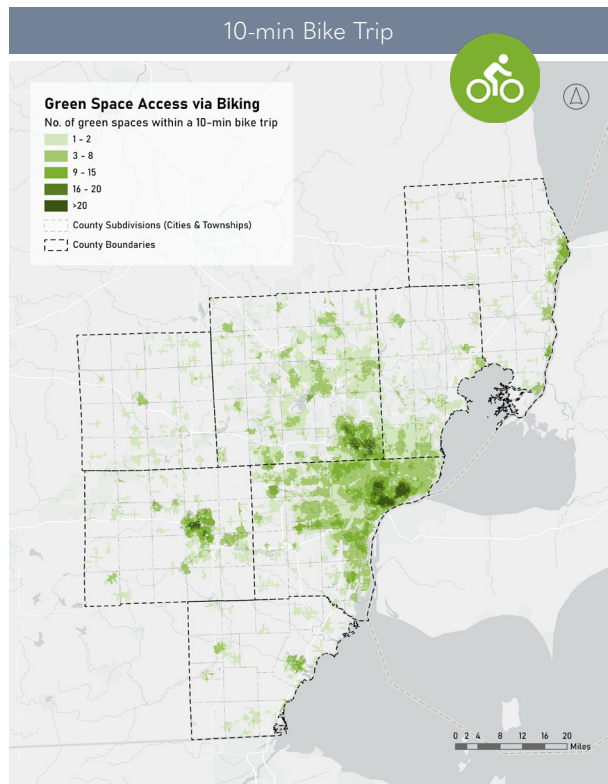 10-min Bike Trip
Green Space Access via Biking
No. of green spaces within a 10-min bike trip
1 - 2
3 - 8
9 - 15
16 - 20
>20
County Subdivisions (Cities & Townships)
County Boundaries
0 2 4 8 12 16 20
Miles